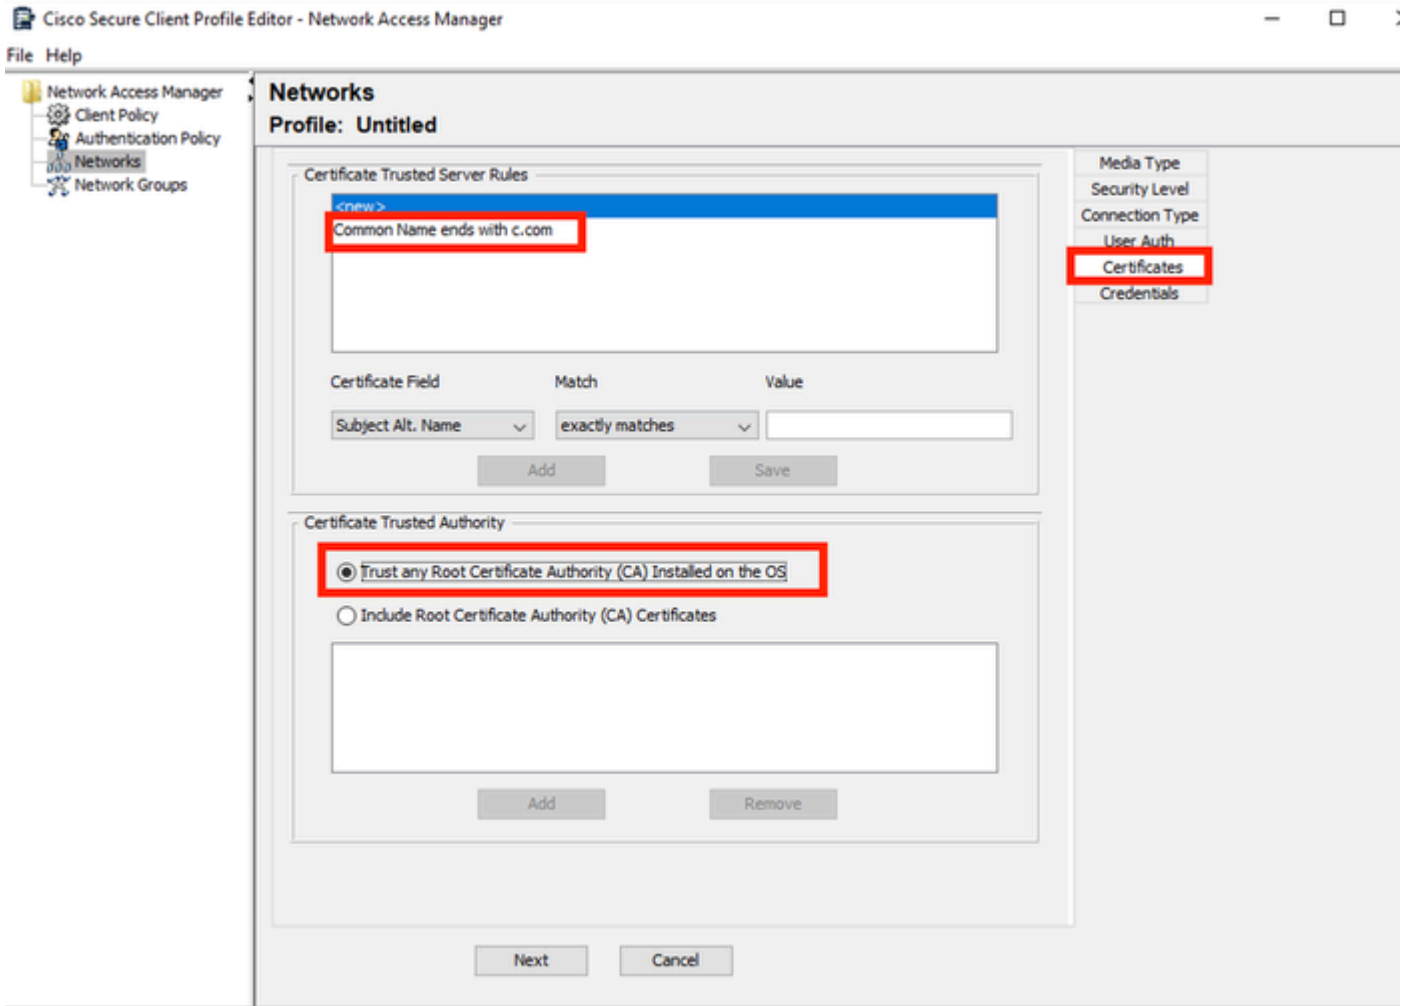 Cisco Secure Client Profile Editor - Network Access Manager
File Help
Network Access Manager
Client Policy
Authentication Policy
Networks
Network Groups
Networks
Profile: Untitled
Certificate Trusted Server Rules
<new>
Common Name ends with c.com
Certificate Field Match Value
Subject Alt. Name exactly matches
Add Save
Certificate Trusted Authority
Trust any Root Certificate Authority (CA) Installed on the OS
Include Root Certificate Authority (CA) Certificates
Add Remove
Next Cancel
Media Type
Security Level
Connection Type
User Auth
Certificates
Credentials